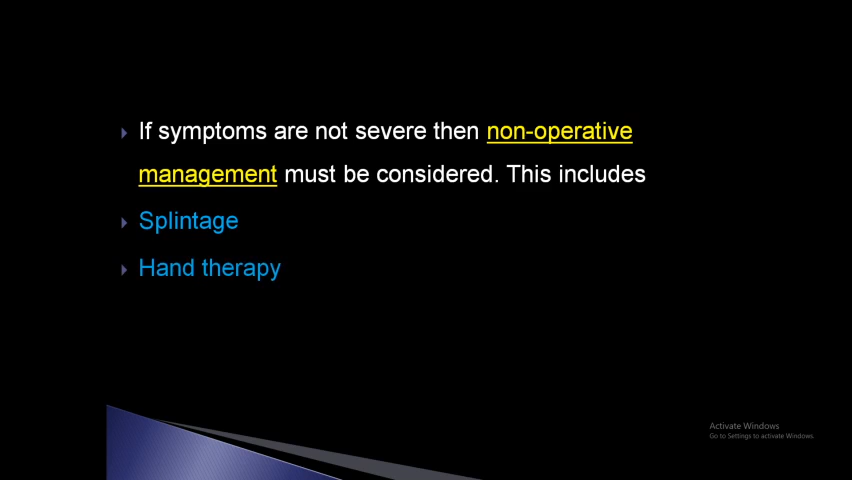 If symptoms are not severe then non-operative
management must be considered. This includes
Splintage
Hand therapy
Activate Windows
Go to Settings to activate Windows.